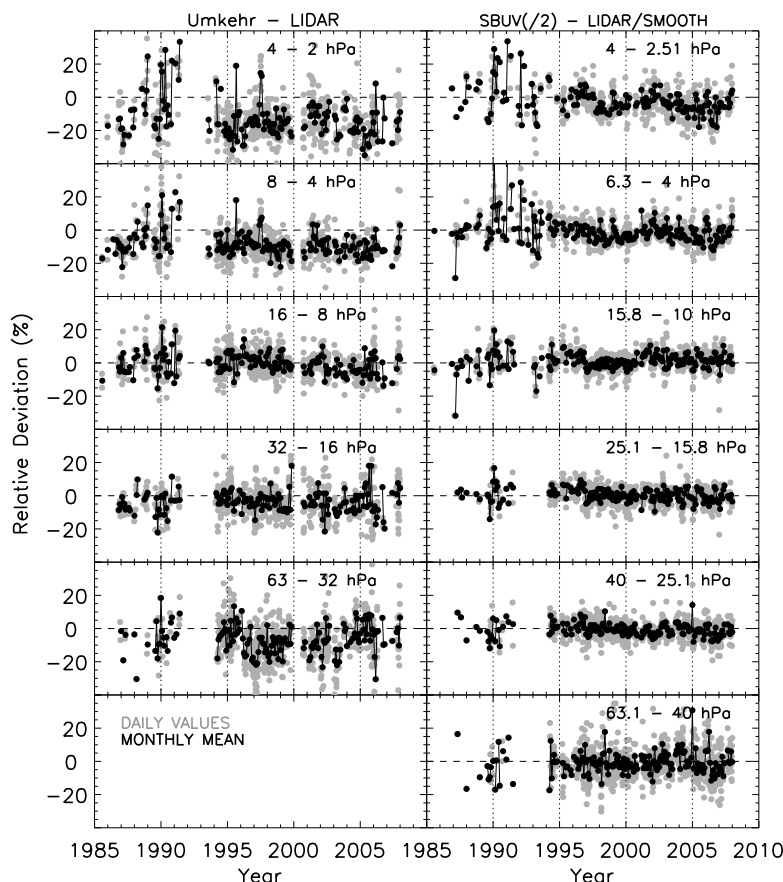 Umkehr – LIDAR
SBUV(/2) – LIDAR/SMOOTH
20
0
−20
4 – 2 hPa
4 – 2.51 hPa
20
0
−20
8 – 4 hPa
6.3 – 4 hPa
20
0
−20
16 – 8 hPa
15.8 – 10 hPa
Relative Deviation (%)
20
0
−20
32 – 16 hPa
25.1 – 15.8 hPa
20
0
−20
63 – 32 hPa
40 – 25.1 hPa
20
0
−20
DAILY VALUES
MONTHLY MEAN
63.1 – 40 hPa
1985 1990 1995 2000 2005 1985 1990 1995 2000 2005 2010
Year Year